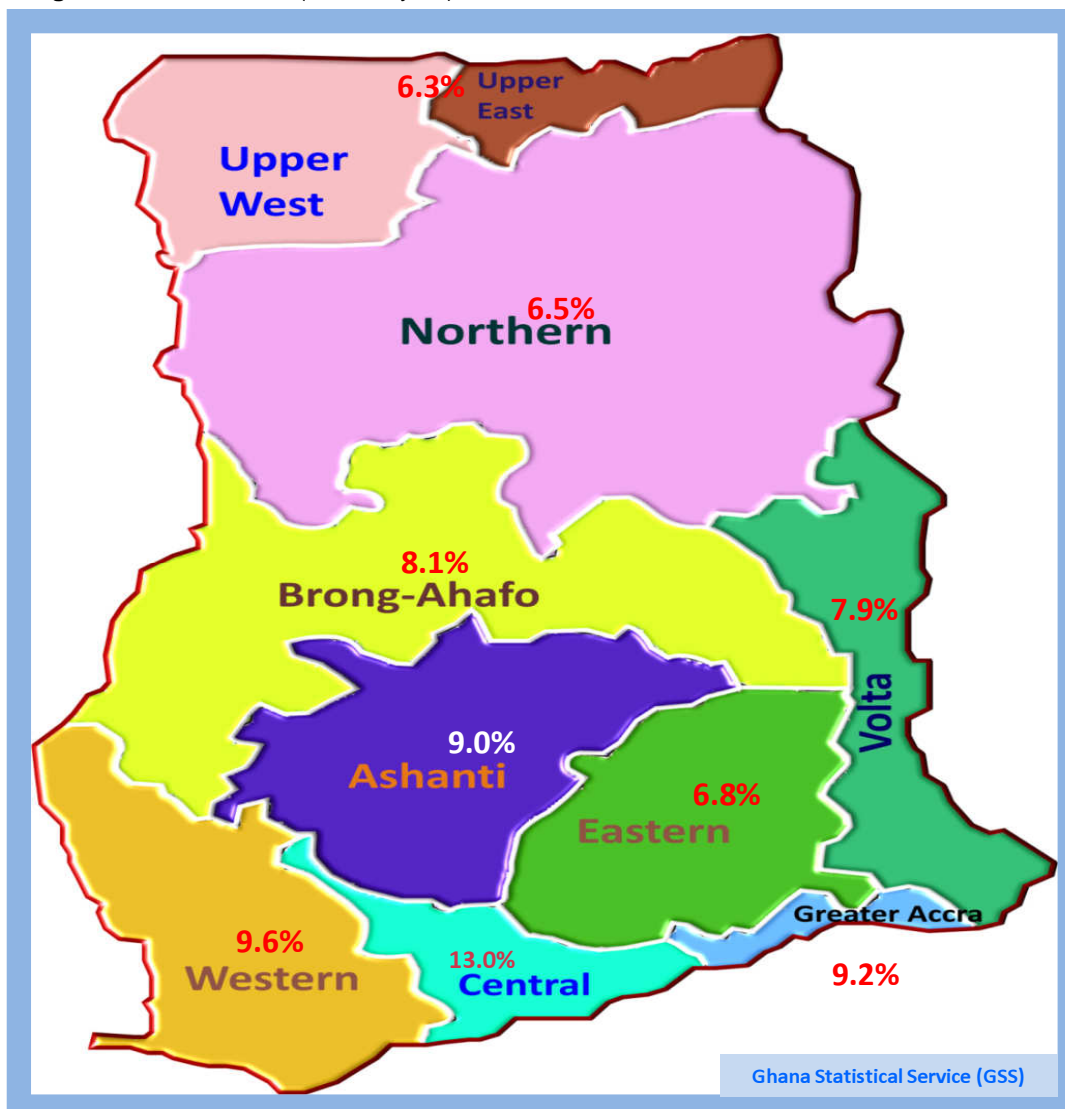 6.3%
Upper
East
Upper
West
6.5%
Northern
8.1%
Brong-Ahafo
7.9%
Volta
9.0%
Ashanti
6.8%
Eastern
Greater Accra
9.6%
Western
13.0%
Central
9.2%
Ghana Statistical Service (GSS)